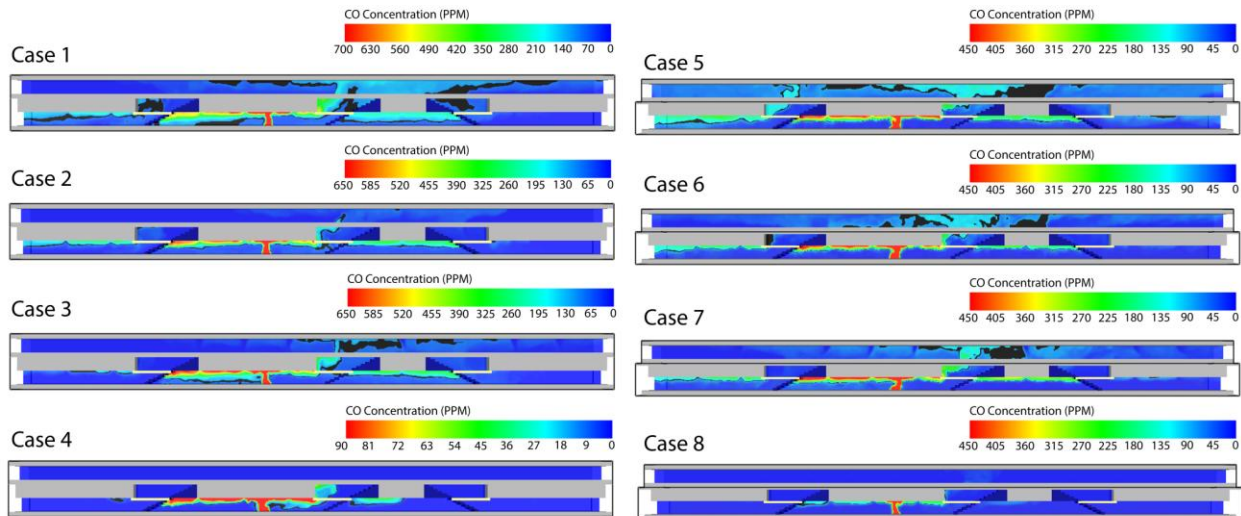 CO Concentration (PPM)
700 630 560 490 420 350 280 210 140 70 0
Case 1
CO Concentration (PPM)
650 585 520 455 390 325 260 195 130 65 0
Case 2
CO Concentration (PPM)
650 585 520 455 390 325 260 195 130 65 0
Case 3
CO Concentration (PPM)
90 81 72 63 54 45 36 27 18 9 0
Case 4
CO Concentration (PPM)
450 405 360 315 270 225 180 135 90 45 0
Case 5
CO Concentration (PPM)
450 405 360 315 270 225 180 135 90 45 0
Case 6
CO Concentration (PPM)
450 405 360 315 270 225 180 135 90 45 0
Case 7
CO Concentration (PPM)
450 405 360 315 270 225 180 135 90 45 0
Case 8